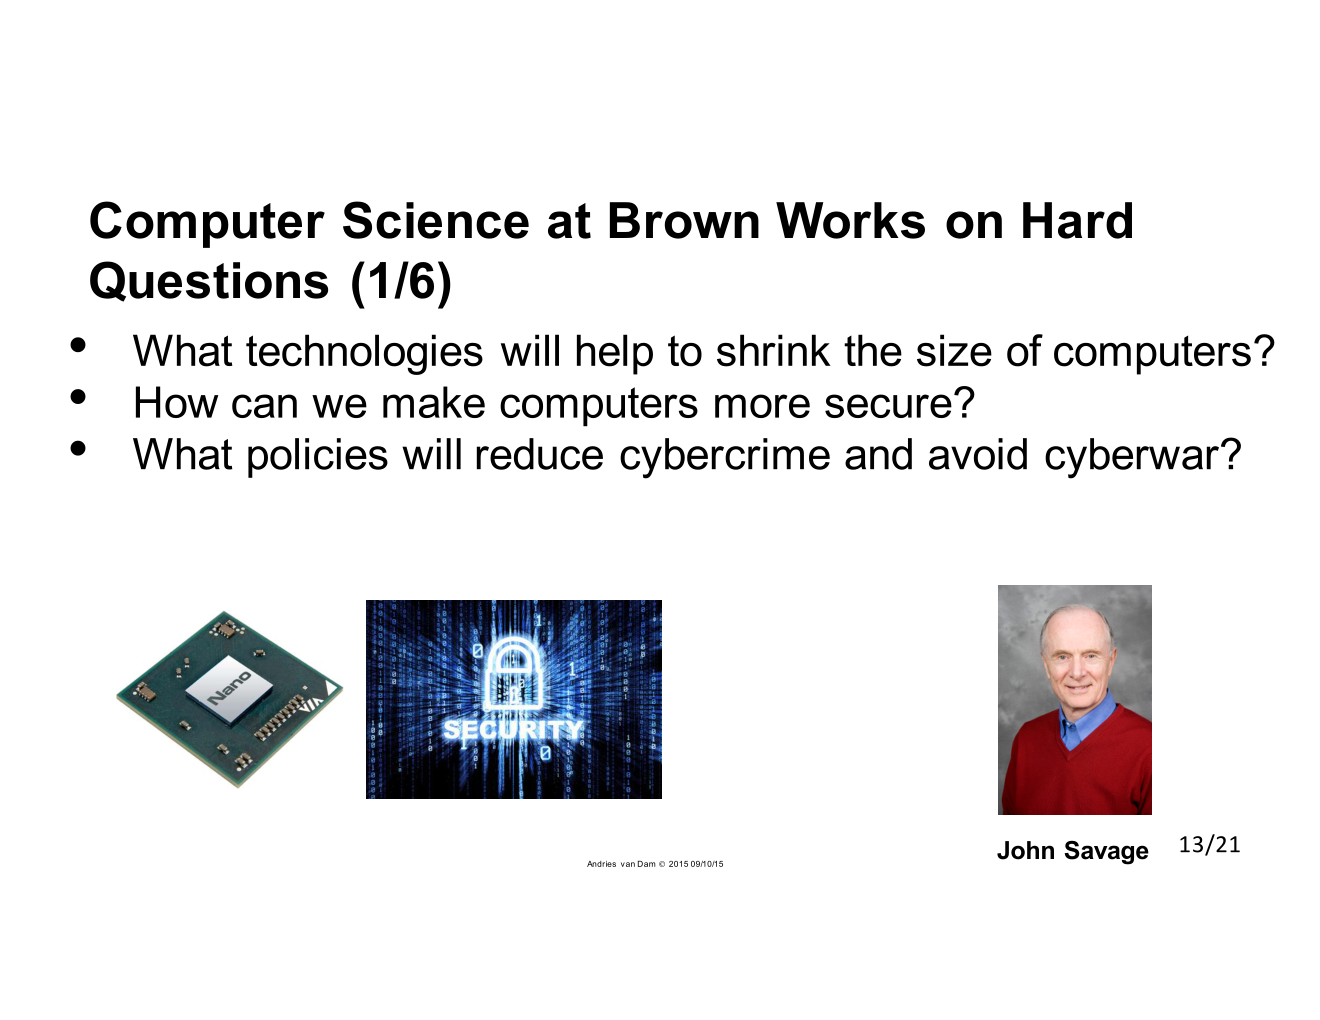 Computer Science at Brown Works on Hard
Questions (1/6)
• What technologies will help to shrink the size of computers?
• How can we make computers more secure?
• What policies will reduce cybercrime and avoid cyberwar?
Nano
VIA
SECURITY
John Savage
13/21
Andries van Dam © 2015 09/10/15